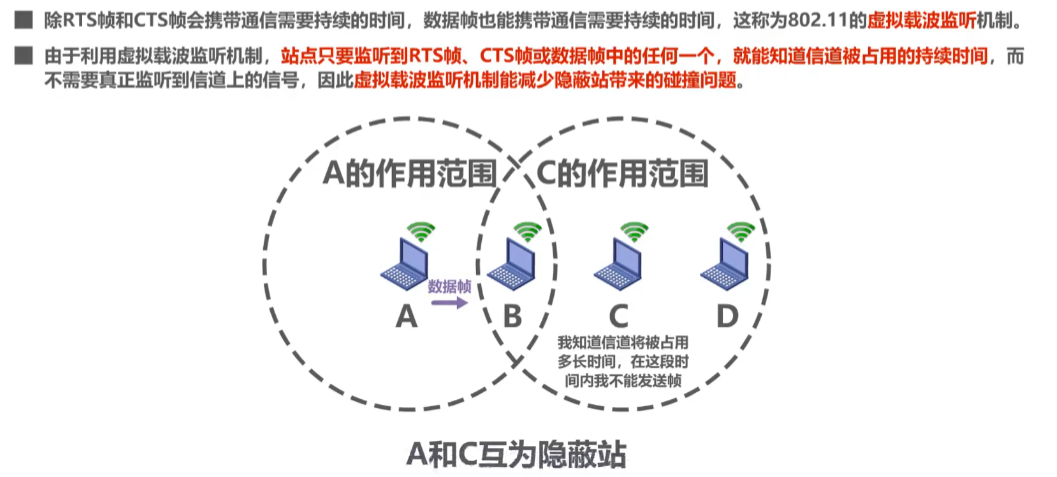 除RTS帧和CTS帧会携带通信需要持续的时间，数据帧也能携带通信需要持续的时间，这称为802.11的虚拟载波监听机制。
由于利用虚拟载波监听机制，站点只要监听到RTS帧、CTS帧或数据帧中的任何一个，就能知道信道被占用的持续时间，而
不需要真正监听到信道上的信号，因此虚拟载波监听机制能减少隐蔽站带来的碰撞问题。
A的作用范围
C的作用范围
数据帧
A
B
C
D
我知道信道将被占用
多长时间，在这段时
间内我不能发送帧
A和C互为隐蔽站